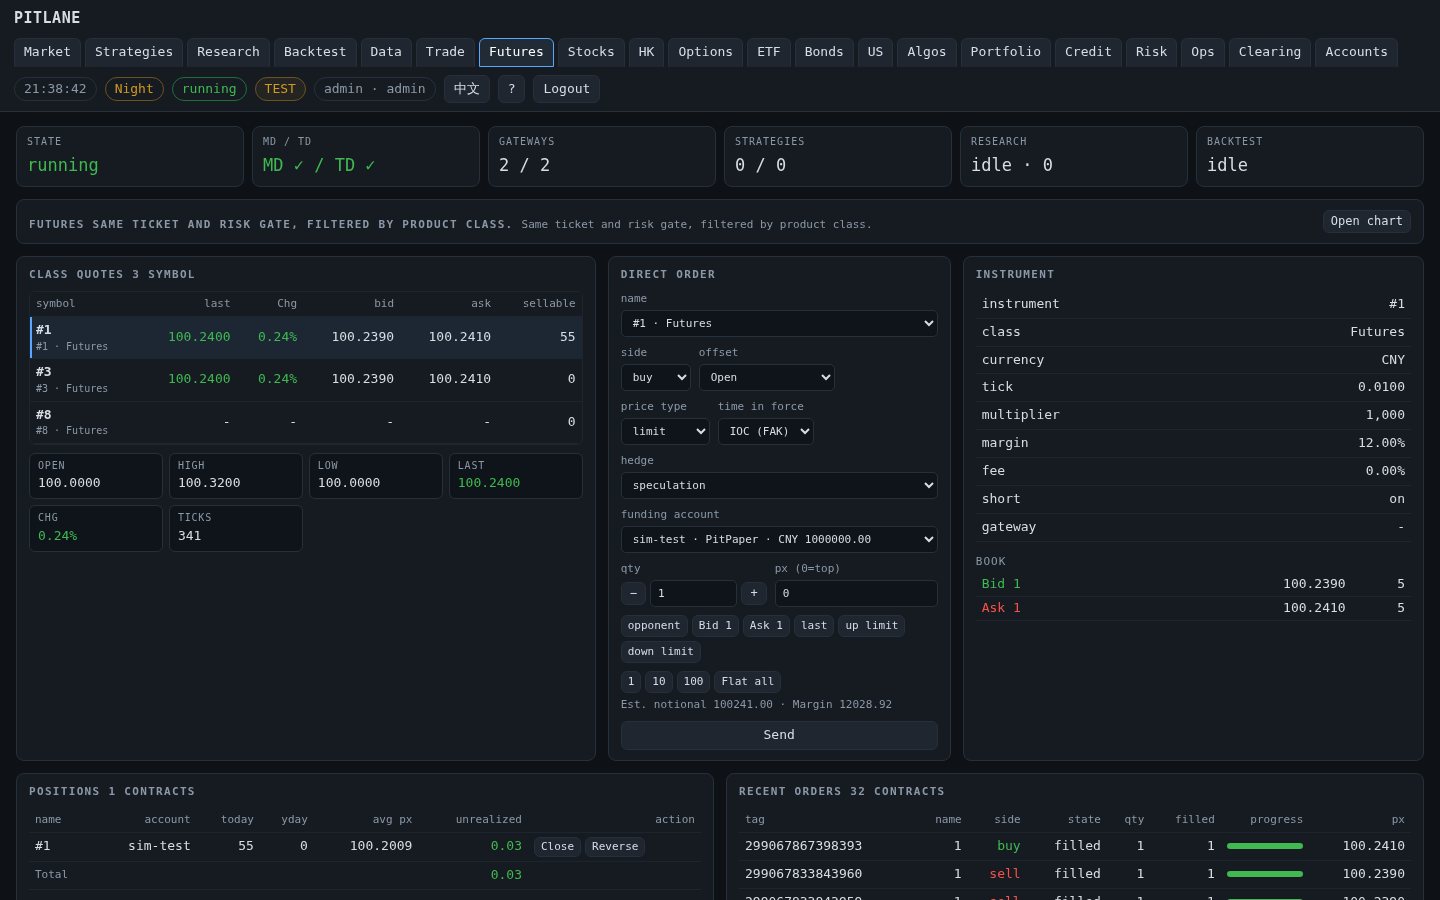 PITLANE
Market Strategies Research Backtest Data Trade Futures Stocks HK Options ETF Bonds US Algos Portfolio Credit Risk Ops Clearing Accounts
21:38:42 Night running TEST admin · admin 中文 ? Logout
STATE MD / TD GATEWAYS STRATEGIES RESEARCH BACKTEST
running MD ✓ / TD ✓ 2 / 2 0 / 0 idle · 0 idle
FUTURES SAME TICKET AND RISK GATE, FILTERED BY PRODUCT CLASS. Same ticket and risk gate, filtered by product class. Open chart
CLASS QUOTES 3 SYMBOL
symbol last Chg bid ask sellable
#1 100.2400 0.24% 100.2390 100.2410 55
#1 · Futures
#3 100.2400 0.24% 100.2390 100.2410 0
#3 · Futures
#8 - - - - 0
#8 · Futures
OPEN HIGH LOW LAST
100.0000 100.3200 100.0000 100.2400
CHG TICKS
0.24% 341
DIRECT ORDER
name
#1 · Futures
side offset
buy Open
price type time in force
limit IOC (FAK)
hedge
speculation
funding account
sim-test · PitPaper · CNY 1000000.00
qty px (0=top)
− 1 + 0
opponent Bid 1 Ask 1 last up limit
down limit
1 10 100 Flat all
Est. notional 100241.00 · Margin 12028.92
Send
INSTRUMENT
instrument #1
class Futures
currency CNY
tick 0.0100
multiplier 1,000
margin 12.00%
fee 0.00%
short on
gateway -
BOOK
Bid 1 100.2390 5
Ask 1 100.2410 5
POSITIONS 1 CONTRACTS
name account today yday avg px unrealized action
#1 sim-test 55 0 100.2009 0.03 Close Reverse
Total 0.03
RECENT ORDERS 32 CONTRACTS
tag name side state qty filled progress px
299067867398393 1 buy filled 1 1 100.2410
299067833843960 1 sell filled 1 1 100.2390